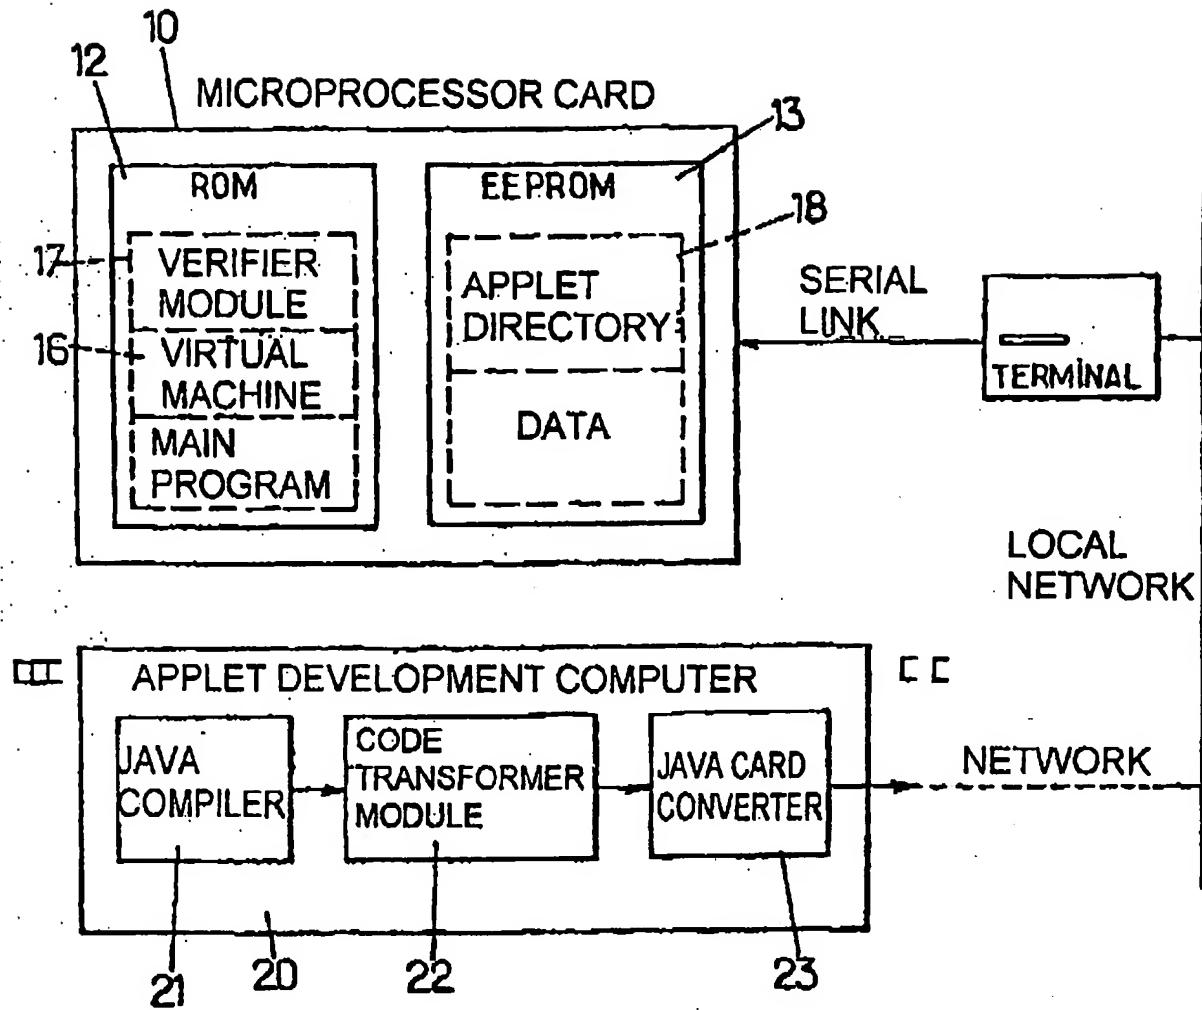 10
12
MICROPROCESSOR CARD
13
ROM
EEPROM
18
17
VERIFIER
MODULE
16
VIRTUAL
MACHINE
MAIN
PROGRAM
APPLET
DIRECTORY
DATA
SERIAL
LINK
TERMINAL
LOCAL
NETWORK
APPLET DEVELOPMENT COMPUTER
JAVA
COMPILER
CODE
TRANSFORMER
MODULE
JAVA CARD
CONVERTER
NETWORK
21
20
22
23